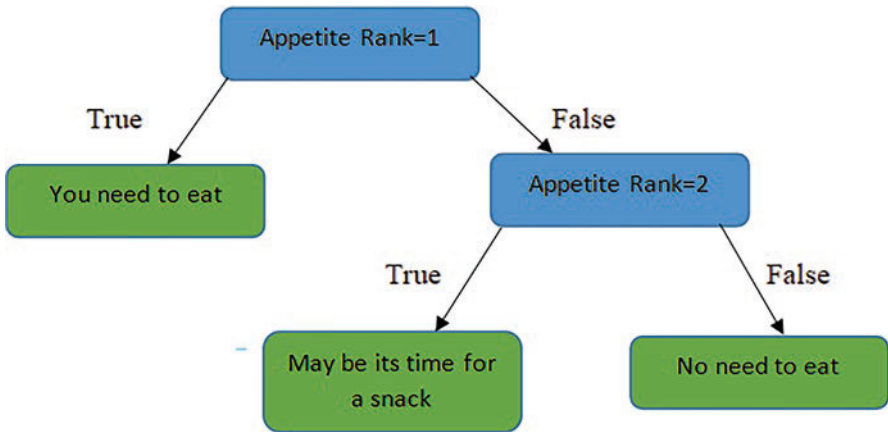 Appetite Rank=1
True
False
You need to eat
Appetite Rank=2
True
False
May be its time for
a snack
No need to eat